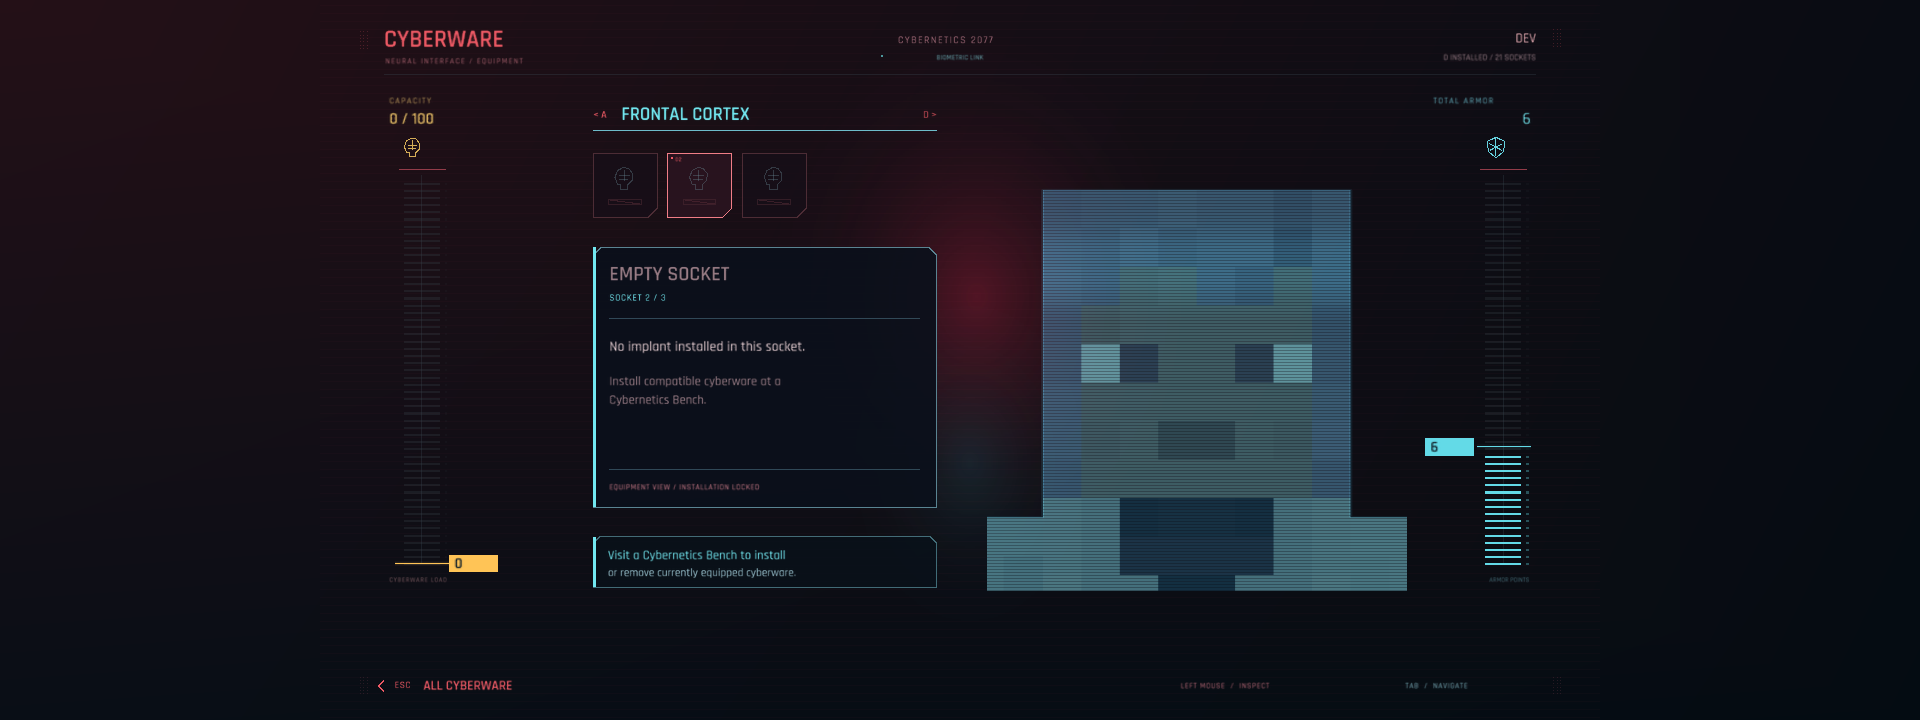 CYBERWARE
NEURAL INTERFACE / EQUIPMENT
CYBERNETICS 2077
BIOMETRIC LINK
DEV
0 INSTALLED / 21 SOCKETS
CAPACITY
0 / 100
< A FRONTAL CORTEX D >
TOTAL ARMOR
6
02
EMPTY SOCKET
SOCKET 2 / 3
No implant installed in this socket.
Install compatible cyberware at a
Cybernetics Bench.
EQUIPMENT VIEW / INSTALLATION LOCKED
6
Visit a Cybernetics Bench to install
or remove currently equipped cyberware.
0
CYBERWARE LOAD
ARMOR POINTS
ESC ALL CYBERWARE
LEFT MOUSE / INSPECT
TAB / NAVIGATE